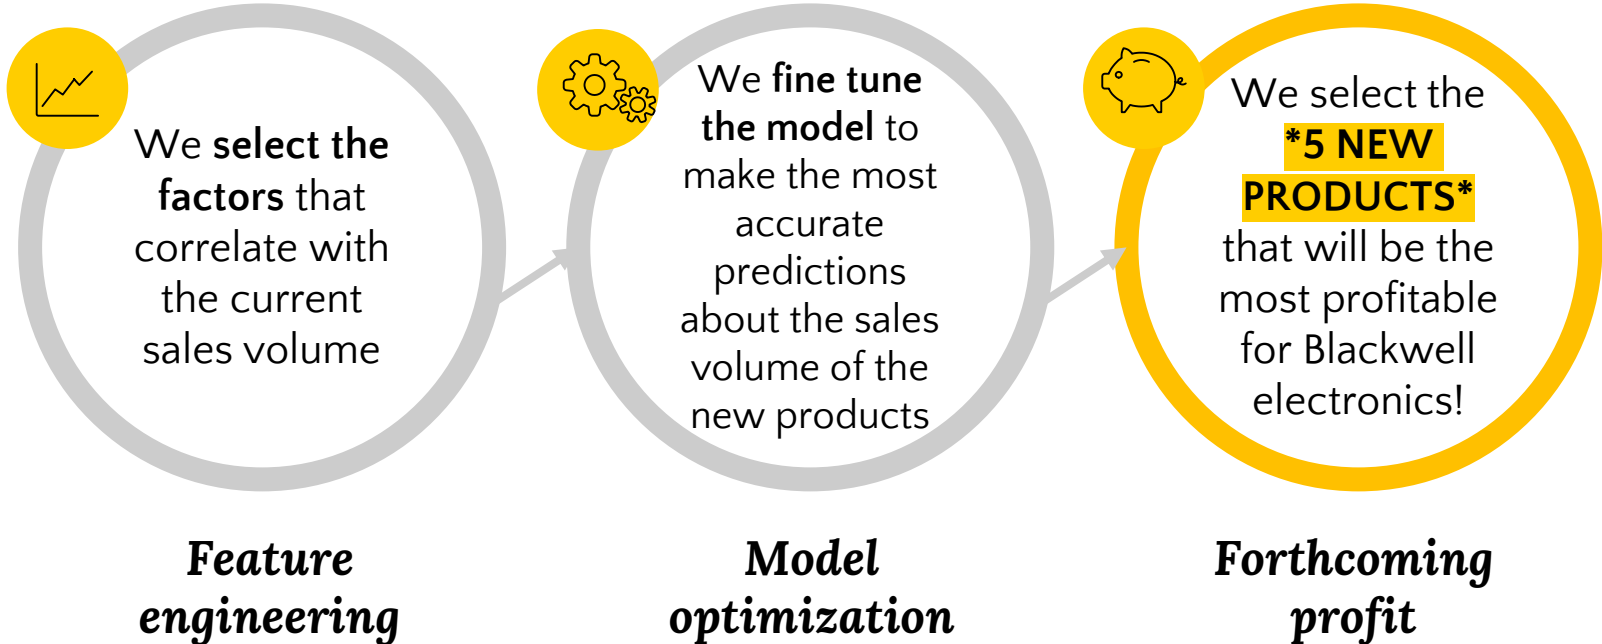 We select the
factors that
correlate with
the current
sales volume
We fine tune
the model to
make the most
accurate
predictions
about the sales
volume of the
new products
We select the
*5 NEW
PRODUCTS*
that will be the
most profitable
for Blackwell
electronics!
Feature
engineering
Model
optimization
Forthcoming
profit